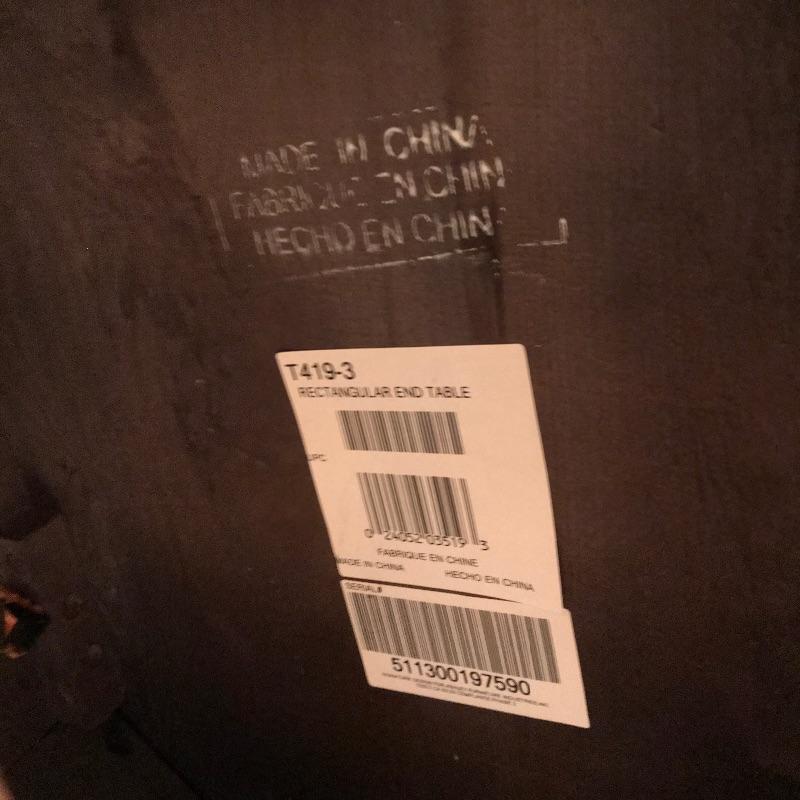 MADE IN CHINA
FABRIQUE EN CHIN
HECHO EN CHIN
T419-3
RECTANGULAR END TABLE
UPC
0 24052 03519 3
FABRIQUE EN CHINE
MADE IN CHINA
HECHO EN CHINA
SERIAL#
511300197590